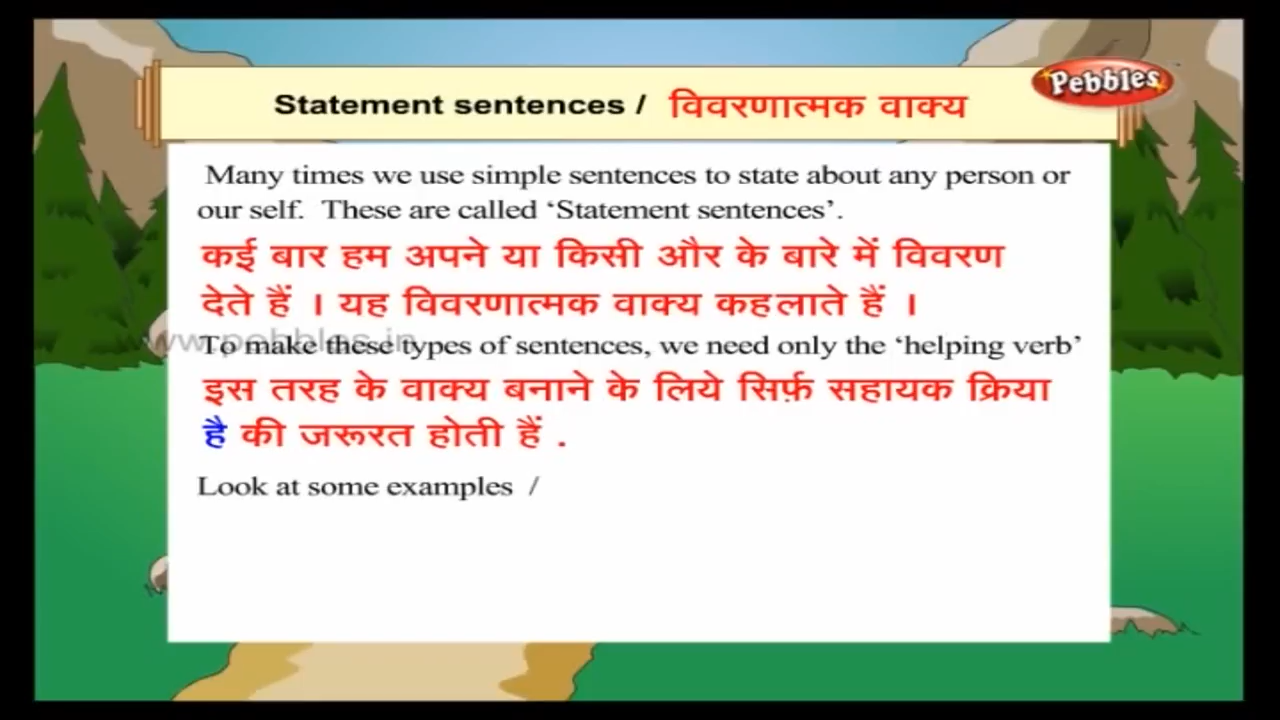 Statement sentences / विवरणात्मक वाक्य
Pebbles
Many times we use simple sentences to state about any person or
our self. These are called ‘Statement sentences’.
कई बार हम अपने या किसी और के बारे में विवरण
देते हैं । यह विवरणात्मक वाक्य कहलाते हैं ।
www.pebbles.in
To make these types of sentences, we need only the ‘helping verb’
इस तरह के वाक्य बनाने के लिये सिर्फ़ सहायक क्रिया
है की जरूरत होती हैं .
Look at some examples /